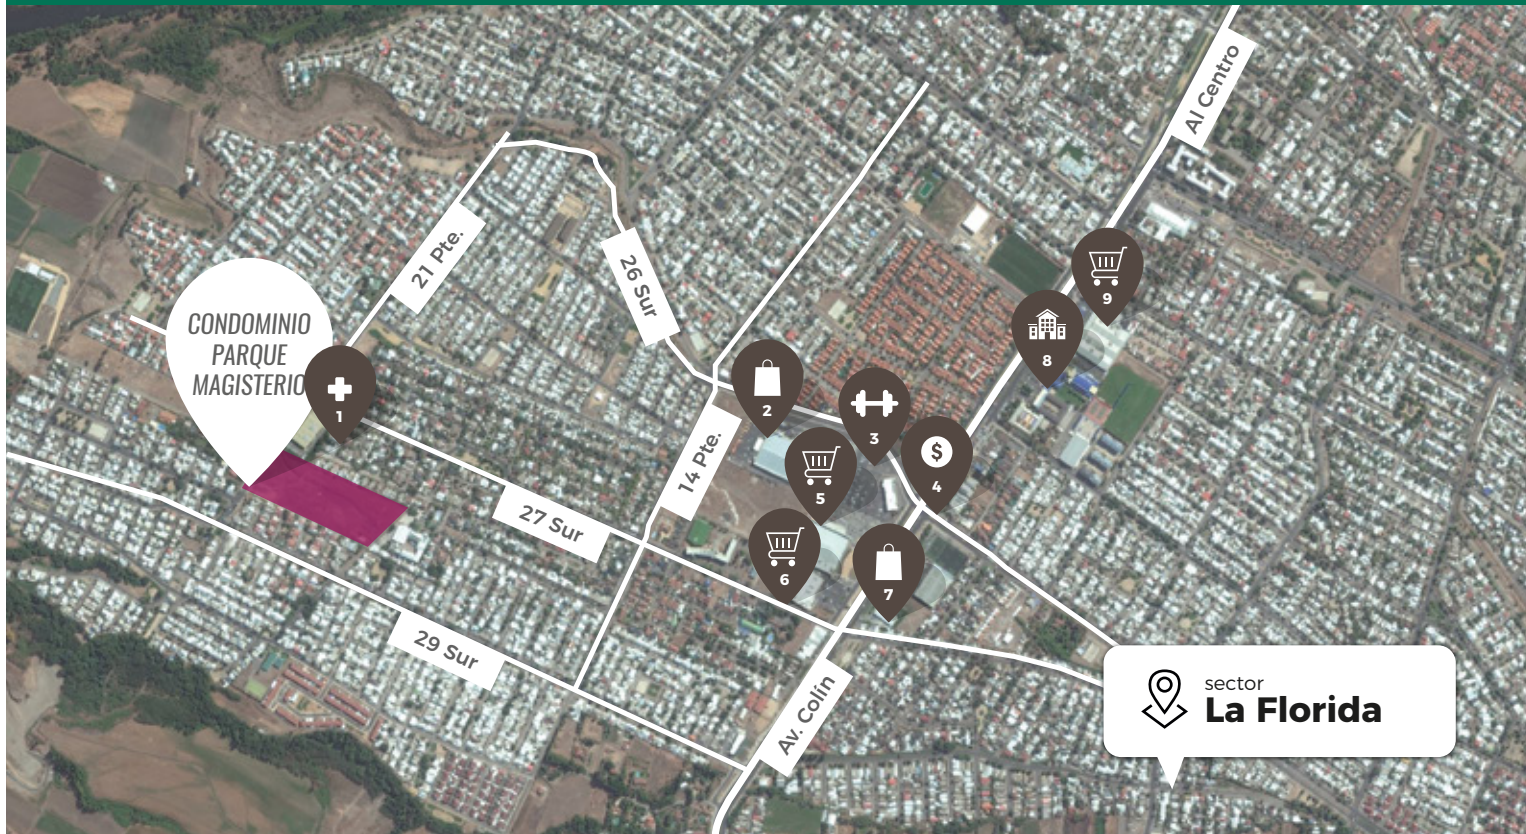 Al Centro
21 Pte.
26 Sur
CONDOMINIO
PARQUE
MAGISTERIO
1
2
3
4
5
6
7
8
9
14 Pte.
27 Sur
29 Sur
Av. Colín
sector
La Florida
$